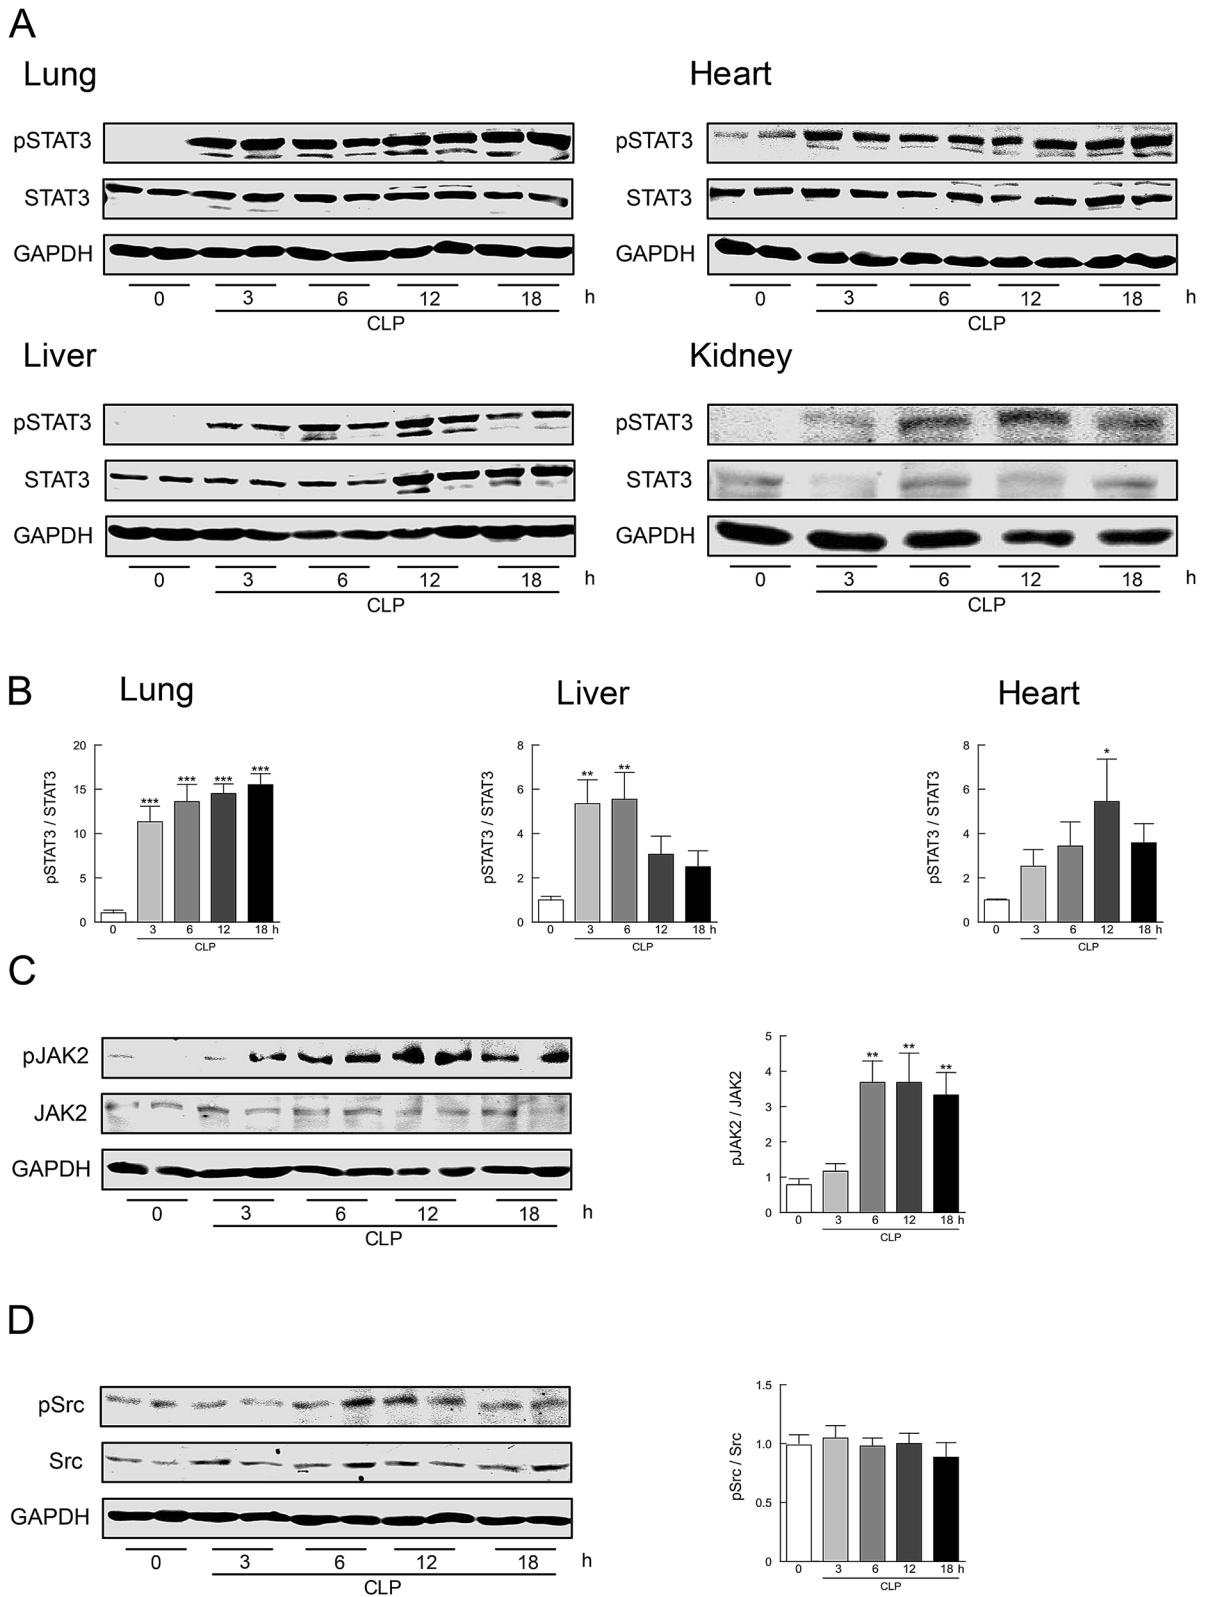 A
Lung
Heart
pSTAT3
STAT3
GAPDH
0 3 6 12 18 h
CLP
pSTAT3
STAT3
GAPDH
0 3 6 12 18 h
CLP
Liver
Kidney
pSTAT3
STAT3
GAPDH
0 3 6 12 18 h
CLP
pSTAT3
STAT3
GAPDH
0 3 6 12 18 h
CLP
B
Lung
Liver
Heart
pSTAT3 / STAT3
20
15
10
5
0
*** *** *** ***
0 3 6 12 18 h
CLP
pSTAT3 / STAT3
8
6
4
2
0
** **
0 3 6 12 18 h
CLP
pSTAT3 / STAT3
8
6
4
2
0
*
0 3 6 12 18 h
CLP
C
pJAK2
JAK2
GAPDH
0 3 6 12 18 h
CLP
pJAK2 / JAK2
5
4
3
2
1
0
** ** **
0 3 6 12 18 h
CLP
D
pSrc
Src
GAPDH
0 3 6 12 18 h
CLP
pSrc / Src
1.5
1.0
0.5
0
0 3 6 12 18 h
CLP